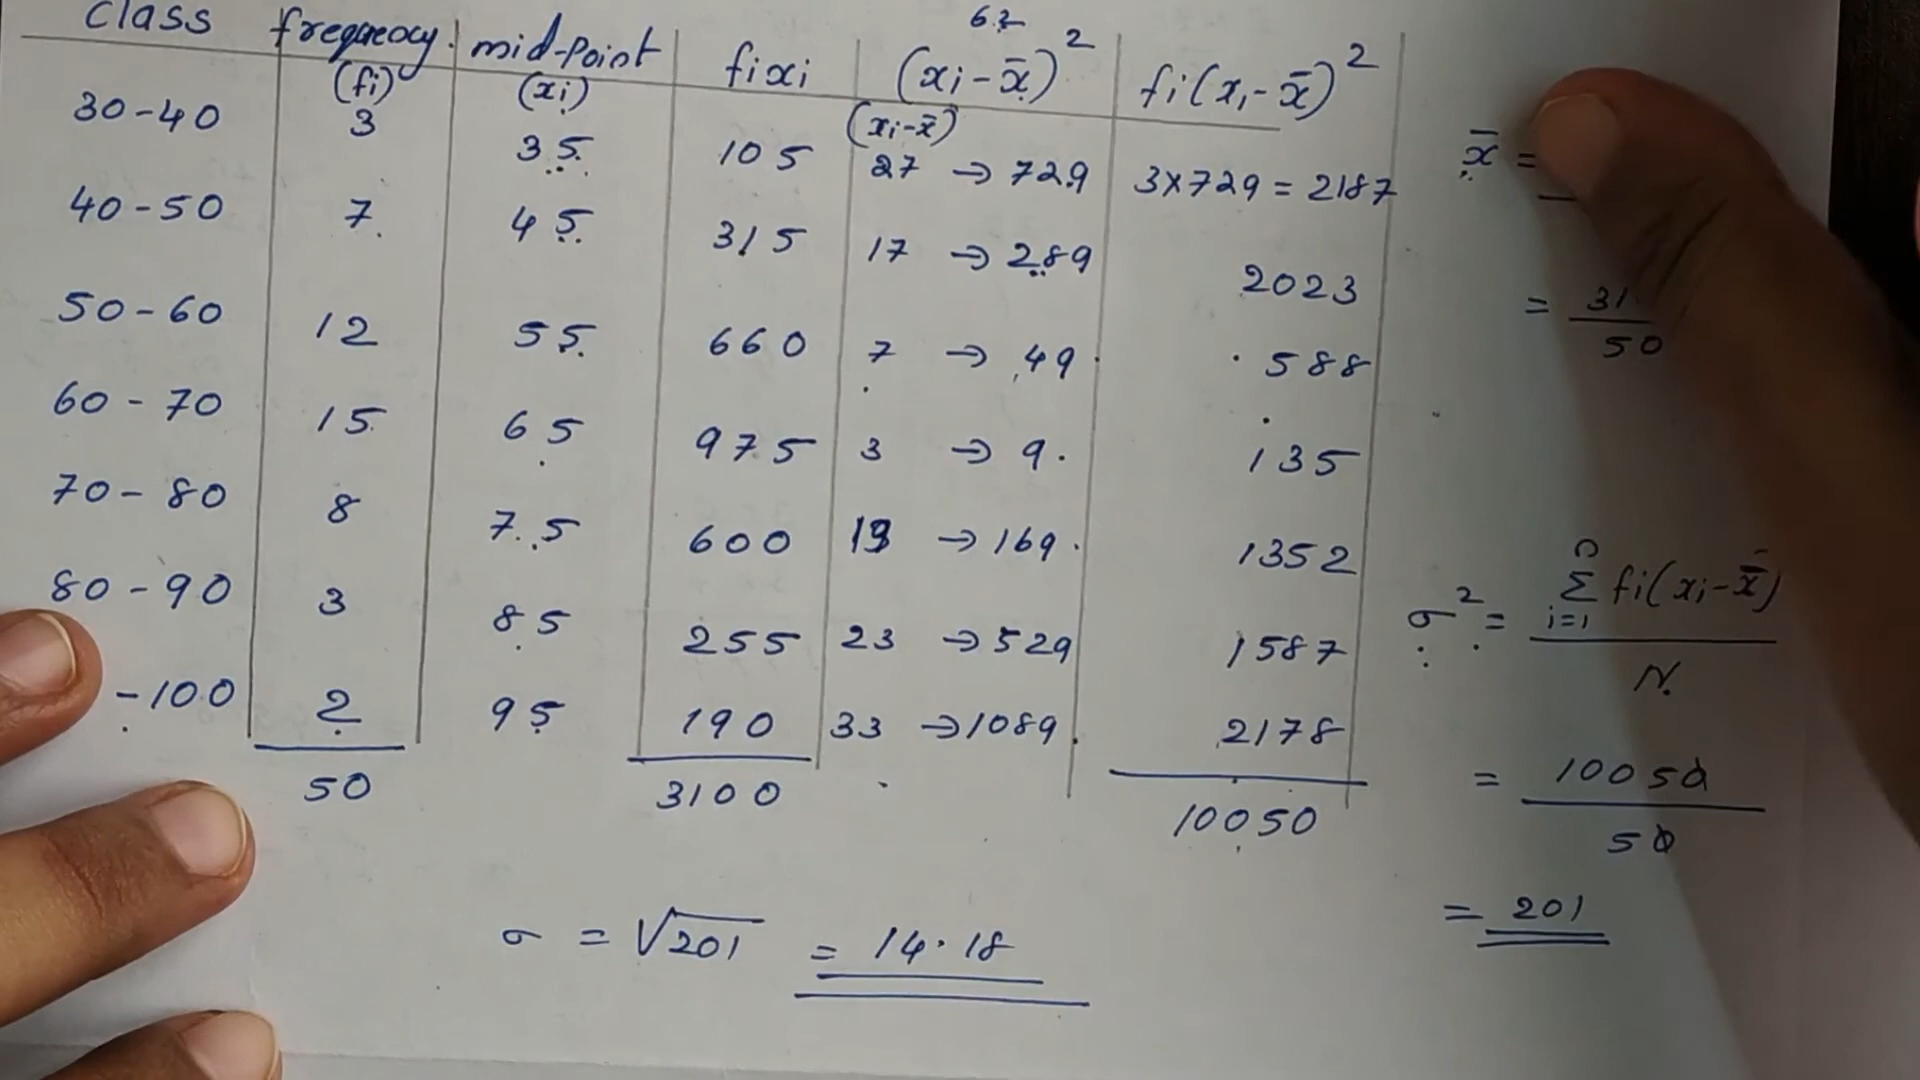 class frequency. mid-point fixi (xi-x̄)² fi(xi-x̄)²
62
(fi) (xi) (xi-x̄)
30-40 3 35 105 27 → 729 3×729 = 2187
40-50 7 45 315 17 → 289 2023
50-60 12 55 660 7 → 49 588
60-70 15 65 975 3 → 9 135
70-80 8 75 600 13 → 169 1352
80-90 3 85 255 23 → 529 1587
-100 2 95 190 33 → 1089 2178
50 3100 10050
x̄ =
= 31
50
σ² = n Σ i=1 fi(xi-x̄)
N
= 10050
50
= 201
σ = √201 = 14.18